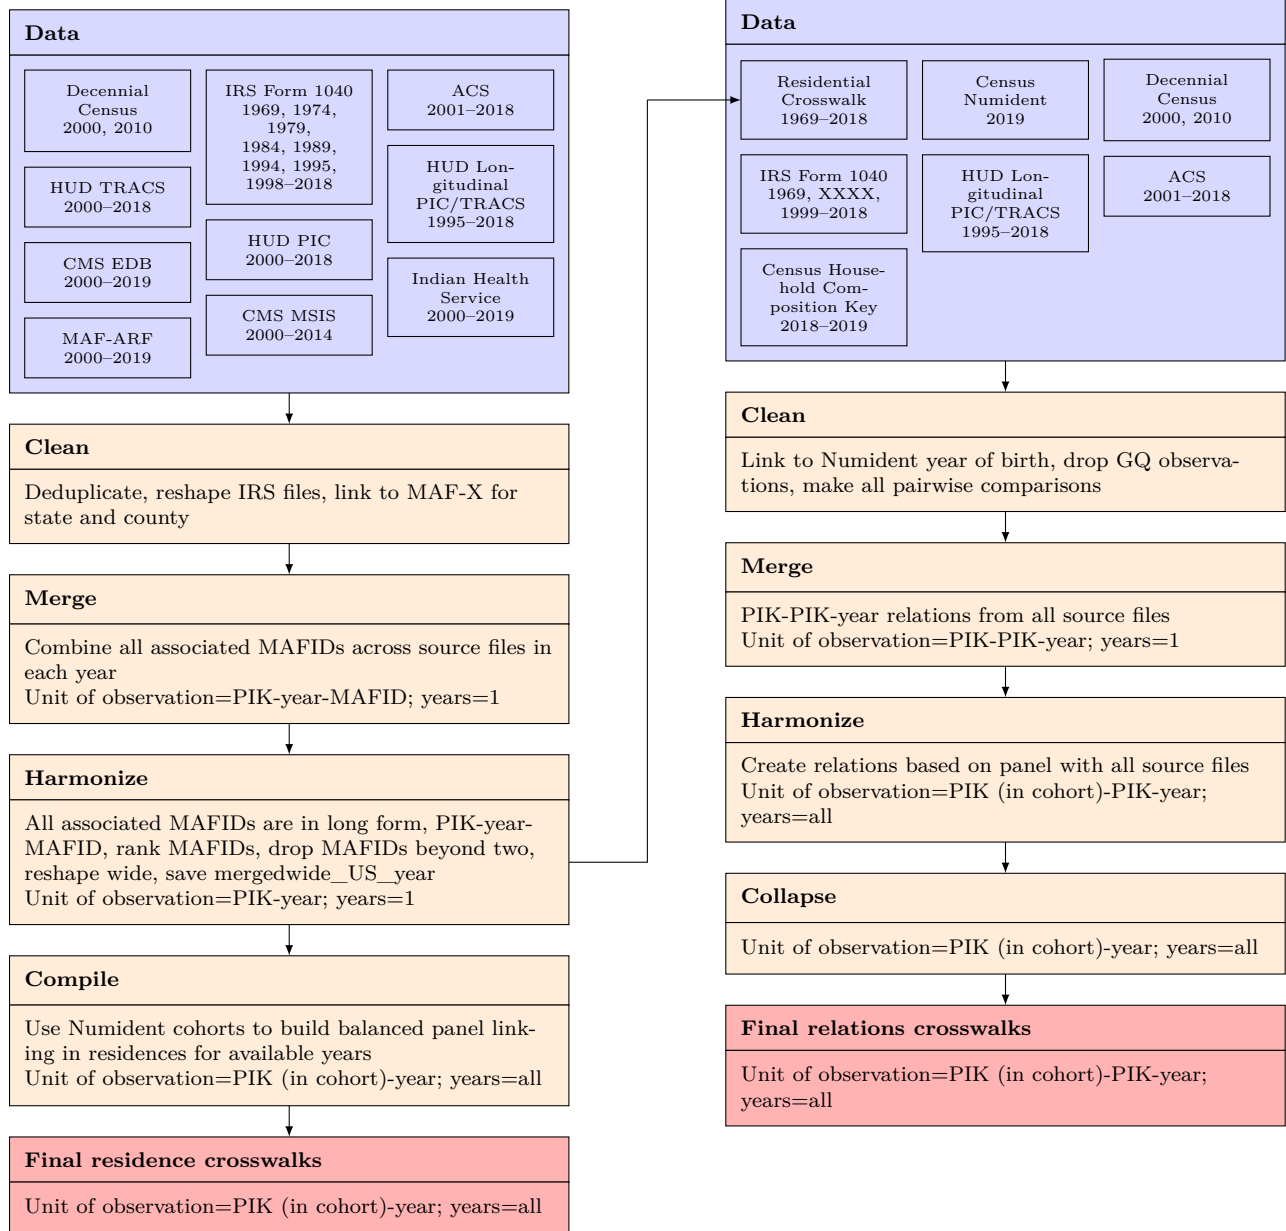 Data
Decennial
Census
2000, 2010
HUD TRACS
2000–2018
CMS EDB
2000–2019
MAF-ARF
2000–2019
IRS Form 1040
1969, 1974,
1979,
1984, 1989,
1994, 1995,
1998–2018
HUD PIC
2000–2018
CMS MSIS
2000–2014
ACS
2001–2018
HUD Lon-
gitudinal
PIC/TRACS
1995–2018
Indian Health
Service
2000–2019
Clean
Deduplicate, reshape IRS files, link to MAF-X for
state and county
Merge
Combine all associated MAFIDs across source files in
each year
Unit of observation=PIK-year-MAFID; years=1
Harmonize
All associated MAFIDs are in long form, PIK-year-
MAFID, rank MAFIDs, drop MAFIDs beyond two,
reshape wide, save mergedwide_US_year
Unit of observation=PIK-year; years=1
Compile
Use Numident cohorts to build balanced panel link-
ing in residences for available years
Unit of observation=PIK (in cohort)-year; years=all
Final residence crosswalks
Unit of observation=PIK (in cohort)-year; years=all
Data
Residential
Crosswalk
1969–2018
IRS Form 1040
1969, XXXX,
1999–2018
Census House-
hold Com-
position Key
2018–2019
Census
Numident
2019
HUD Lon-
gitudinal
PIC/TRACS
1995–2018
Decennial
Census
2000, 2010
ACS
2001–2018
Clean
Link to Numident year of birth, drop GQ observa-
tions, make all pairwise comparisons
Merge
PIK-PIK-year relations from all source files
Unit of observation=PIK-PIK-year; years=1
Harmonize
Create relations based on panel with all source files
Unit of observation=PIK (in cohort)-PIK-year;
years=all
Collapse
Unit of observation=PIK (in cohort)-year; years=all
Final relations crosswalks
Unit of observation=PIK (in cohort)-PIK-year;
years=all